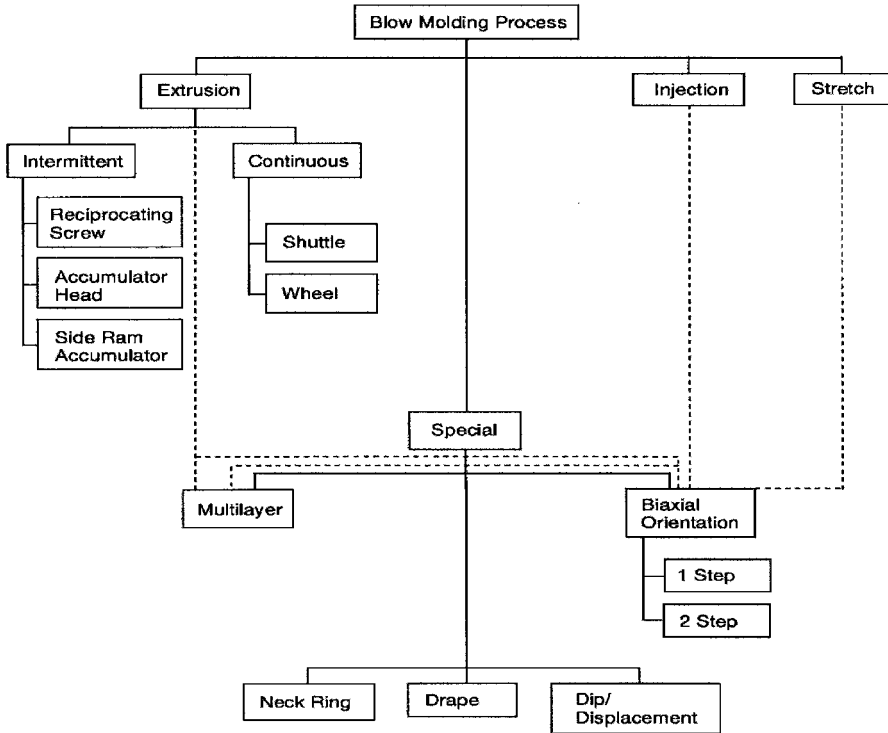 Blow Molding Process
Extrusion
Injection
Stretch
Intermittent
Continuous
Reciprocating
Screw
Shuttle
Accumulator
Head
Wheel
Side Ram
Accumulator
Special
Multilayer
Biaxial
Orientation
1 Step
2 Step
Neck Ring
Drape
Dip/
Displacement